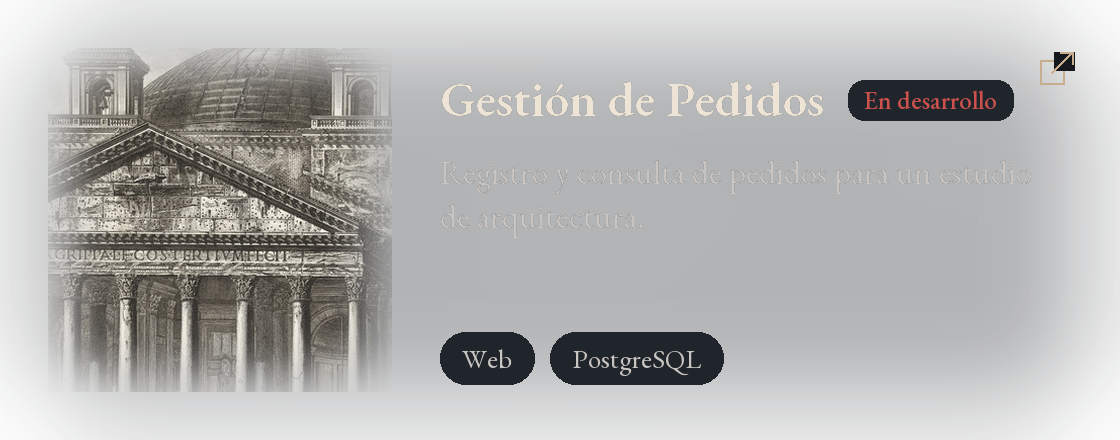 Gestión de Pedidos
En desarrollo
Registro y consulta de pedidos para un estudio
de arquitectura.
Web
PostgreSQL